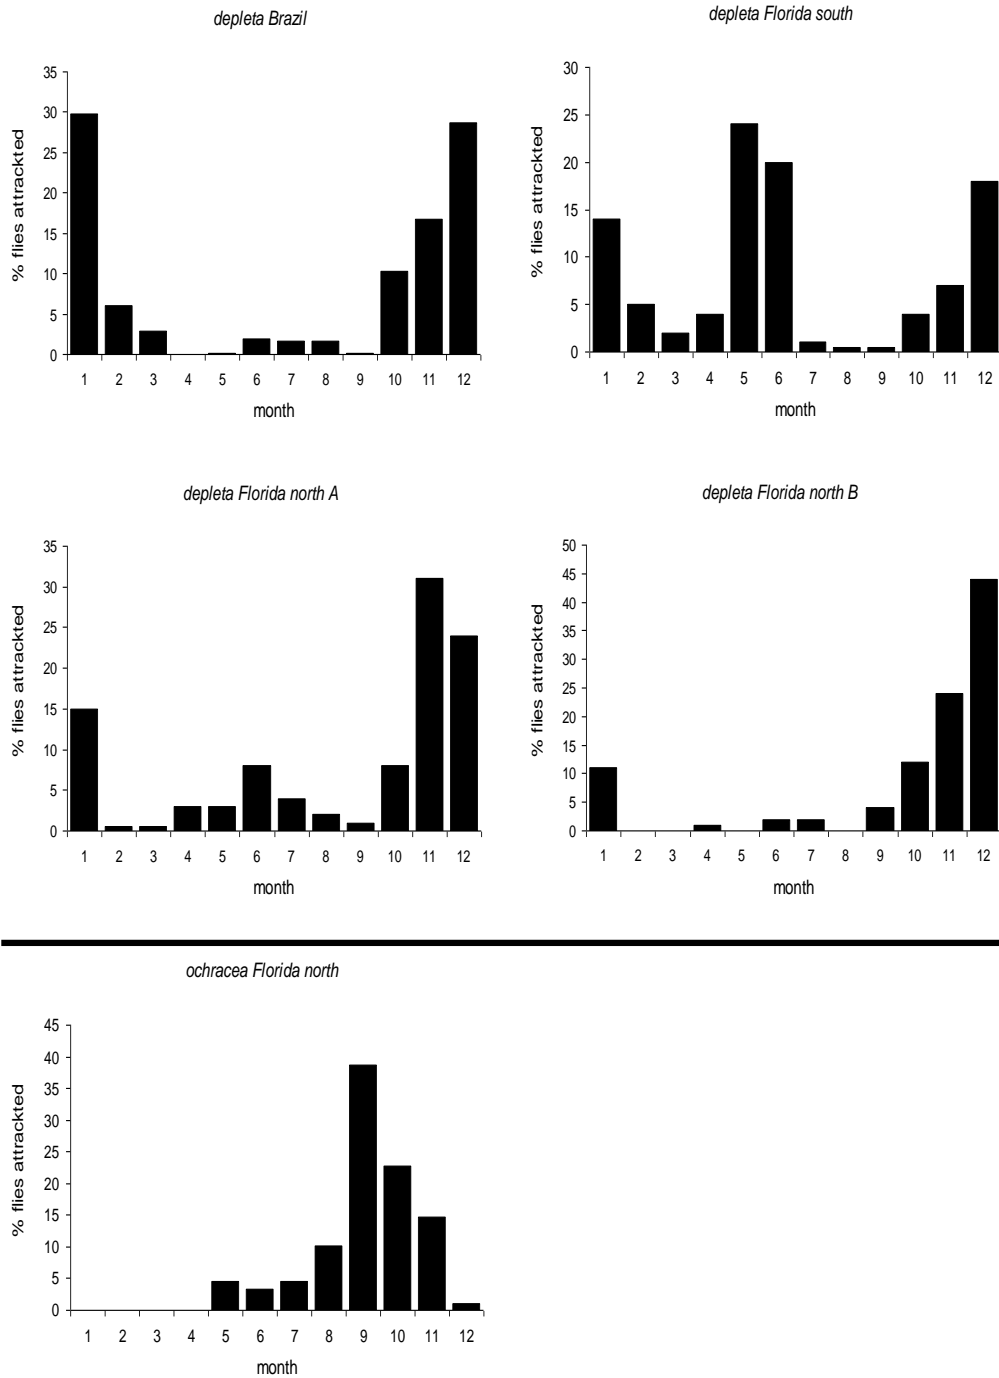 depleta Brazil
35
30
25
20
15
10
5
0
% flies attrackted
1 2 3 4 5 6 7 8 9 10 11 12
month
depleta Florida south
30
25
20
15
10
5
0
% flies attrackted
1 2 3 4 5 6 7 8 9 10 11 12
month
depleta Florida north A
35
30
25
20
15
10
5
0
% flies attrackted
1 2 3 4 5 6 7 8 9 10 11 12
month
depleta Florida north B
50
45
40
35
30
25
20
15
10
5
0
% flies attrackted
1 2 3 4 5 6 7 8 9 10 11 12
month
ochracea Florida north
45
40
35
30
25
20
15
10
5
0
% flies attrackted
1 2 3 4 5 6 7 8 9 10 11 12
month